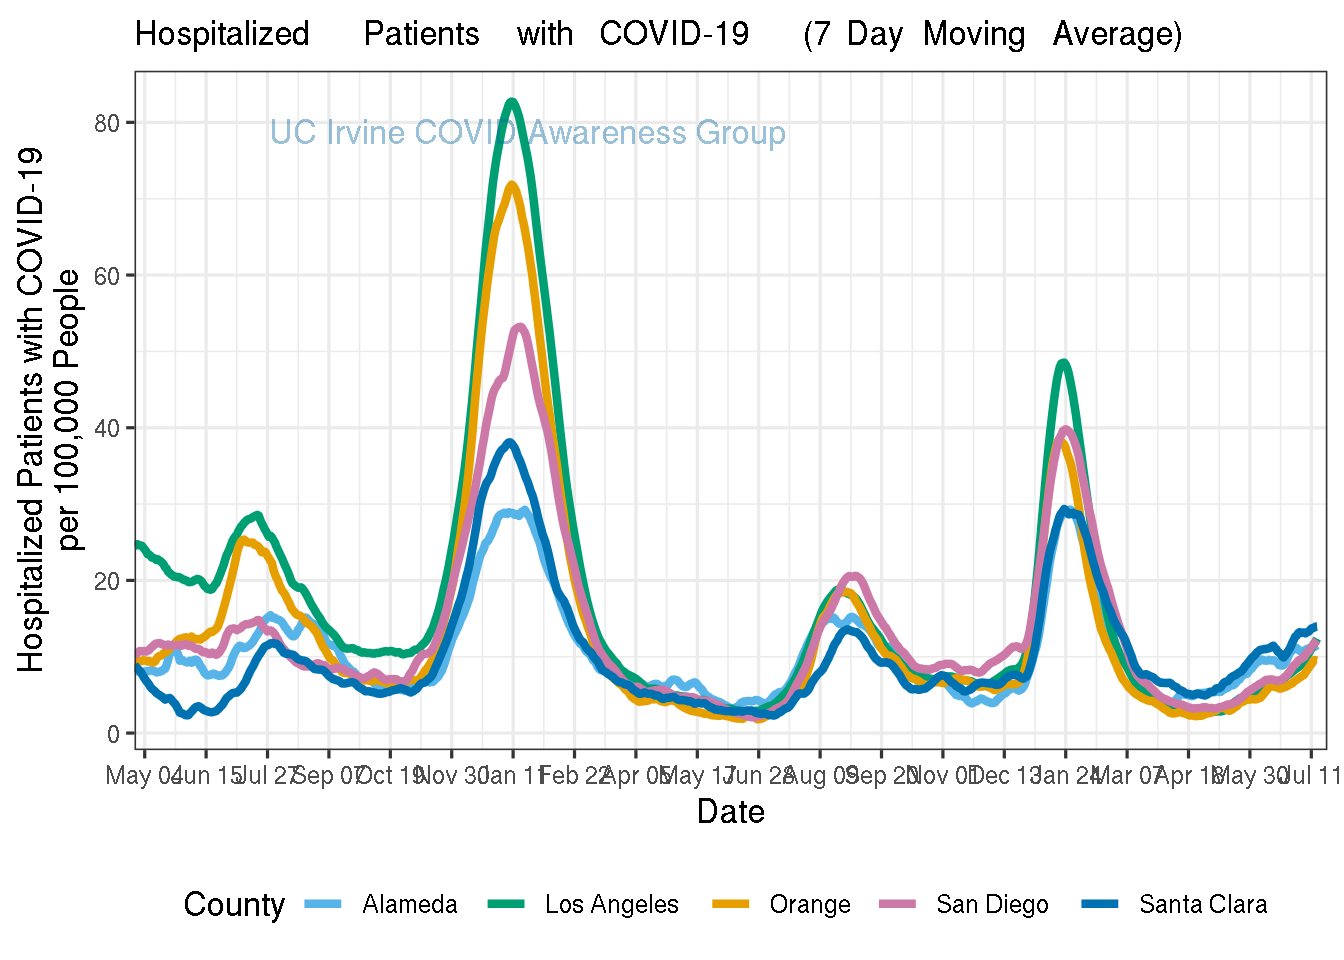 Hospitalized Patients with COVID-19 (7 Day Moving Average)
UC Irvine COVID Awareness Group
Hospitalized Patients with COVID-19
per 100,000 People
80
60
40
20
0
May 04 Jun 15 Jul 27 Sep 07 Oct 19 Nov 30 Jan 11 Feb 22 Apr 05 May 17 Jun 28 Aug 09 Sep 20 Nov 01 Dec 13 Jan 24 Mar 07 Apr 18 May 30 Jul 11
Date
County Alameda Los Angeles Orange San Diego Santa Clara